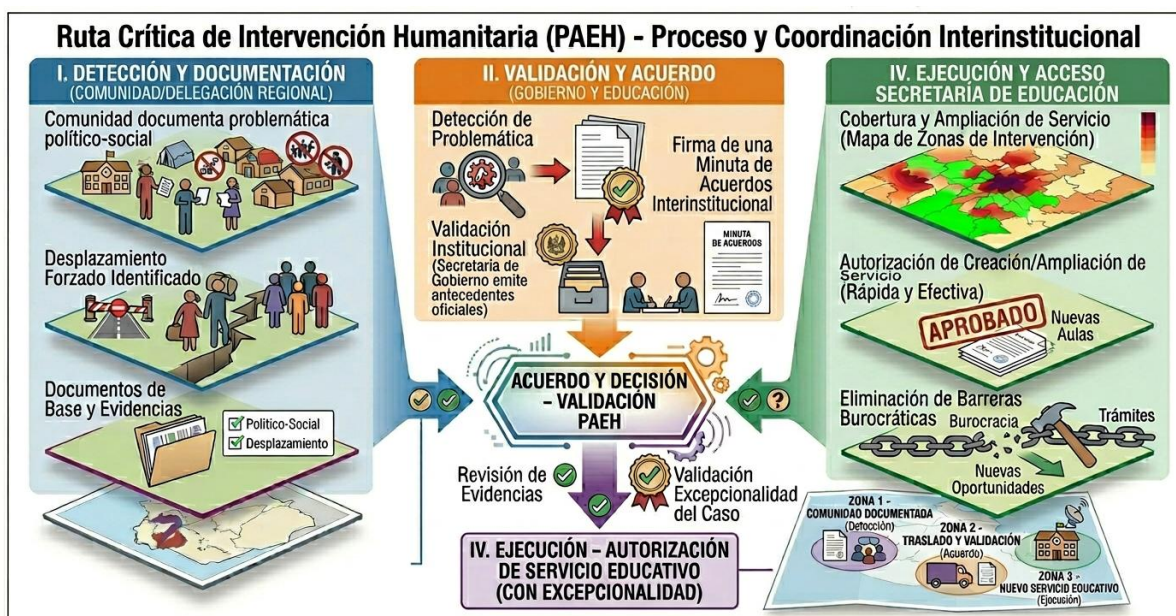 Ruta Crítica de Intervención Humanitaria (PAEH) - Proceso y Coordinación Interinstitucional
I. DETECCIÓN Y DOCUMENTACIÓN
(COMUNIDAD/DELEGACIÓN REGIONAL)
Comunidad documenta problemática
político-social
Desplazamiento
Forzado Identificado
Documentos de
Base y Evidencias
Político-Social
Desplazamiento
II. VALIDACIÓN Y ACUERDO
(GOBIERNO Y EDUCACIÓN)
Detección de
Problemática
Firma de una
Minuta de
Acuerdos
Interinstitucional
Validación
Institucional
(Secretaría de
Gobierno emite
antecedentes
oficiales)
MINUTA
DE ACUEROOS
ACUERDO Y DECISIÓN
– VALIDACIÓN
PAEH
?
Revisión de
Evidencias
Validación
Excepcionalidad
del Caso
IV. EJECUCIÓN – AUTORIZACIÓN
DE SERVICIO EDUCATIVO
(CON EXCEPCIONALIDAD)
IV. EJECUCIÓN Y ACCESO
SECRETARÍA DE EDUCACIÓN
Cobertura y Ampliación de Servicio
(Mapa de Zonas de Intervención)
Autorización de Creación/Ampliación de
Servicio
(Rápida y Efectiva)
APROBADO
Nuevas
Aulas
Eliminación de Barreras
Burocráticas
Burocracia
Trámites
Nuevas
Oportunidades
ZONA 1 -
COMUNIDAD DOCUMENTADA
(Detocción)
ZONA 2 -
TRASLADO Y VALIDACIÓN
(Aguardo)
ZONA 3 -
NUEVO SERVICIO EDUCATIVO
(Ejecución)